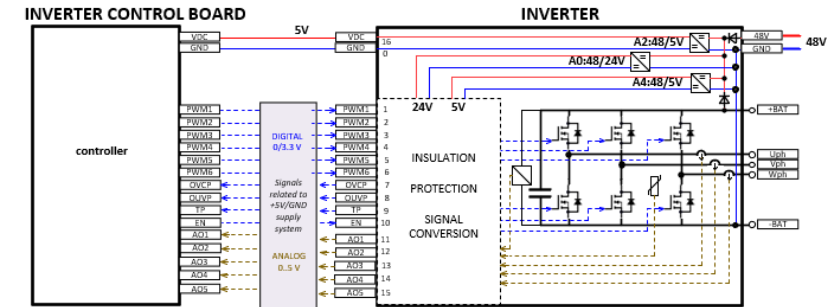 INVERTER CONTROL BOARD
INVERTER
5V
VDC
GND
VDC
GND
16
0
A2:48/5V
A0:48/24V
A4:48/5V
48V
GND
48V
24V
5V
PWM1
PWM2
PWM3
PWM4
PWM5
PWM6
OVCP
OUVP
TP
EN
AO1
AO2
AO3
AO4
AO5
controller
DIGITAL
0/3.3 V
Signals
related to
+5V/GND
supply
system
ANALOG
0..5 V
PWM1
PWM2
PWM3
PWM4
PWM5
PWM6
OVCP
OUVP
TP
EN
AO1
AO2
AO3
AO4
AO5
1
2
3
4
5
6
7
8
9
10
11
12
13
14
15
INSULATION
PROTECTION
SIGNAL
CONVERSION
+BAT
Uph
Vph
Wph
-BAT